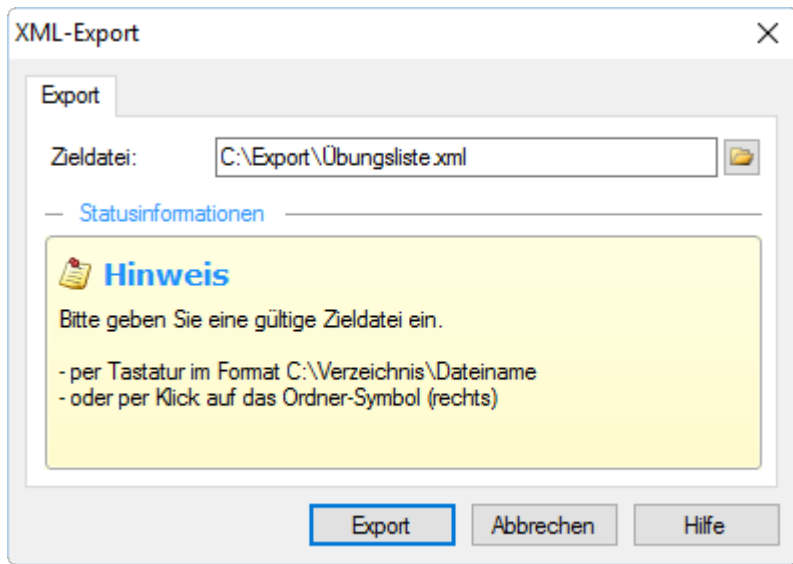 XML-Export
Export
Zieldatei: C:\Export\Übungsliste.xml
Statusinformationen
Hinweis
Bitte geben Sie eine gültige Zieldatei ein.
- per Tastatur im Format C:\Verzeichnis\Dateiname
- oder per Klick auf das Ordner-Symbol (rechts)
Export Abbrechen Hilfe